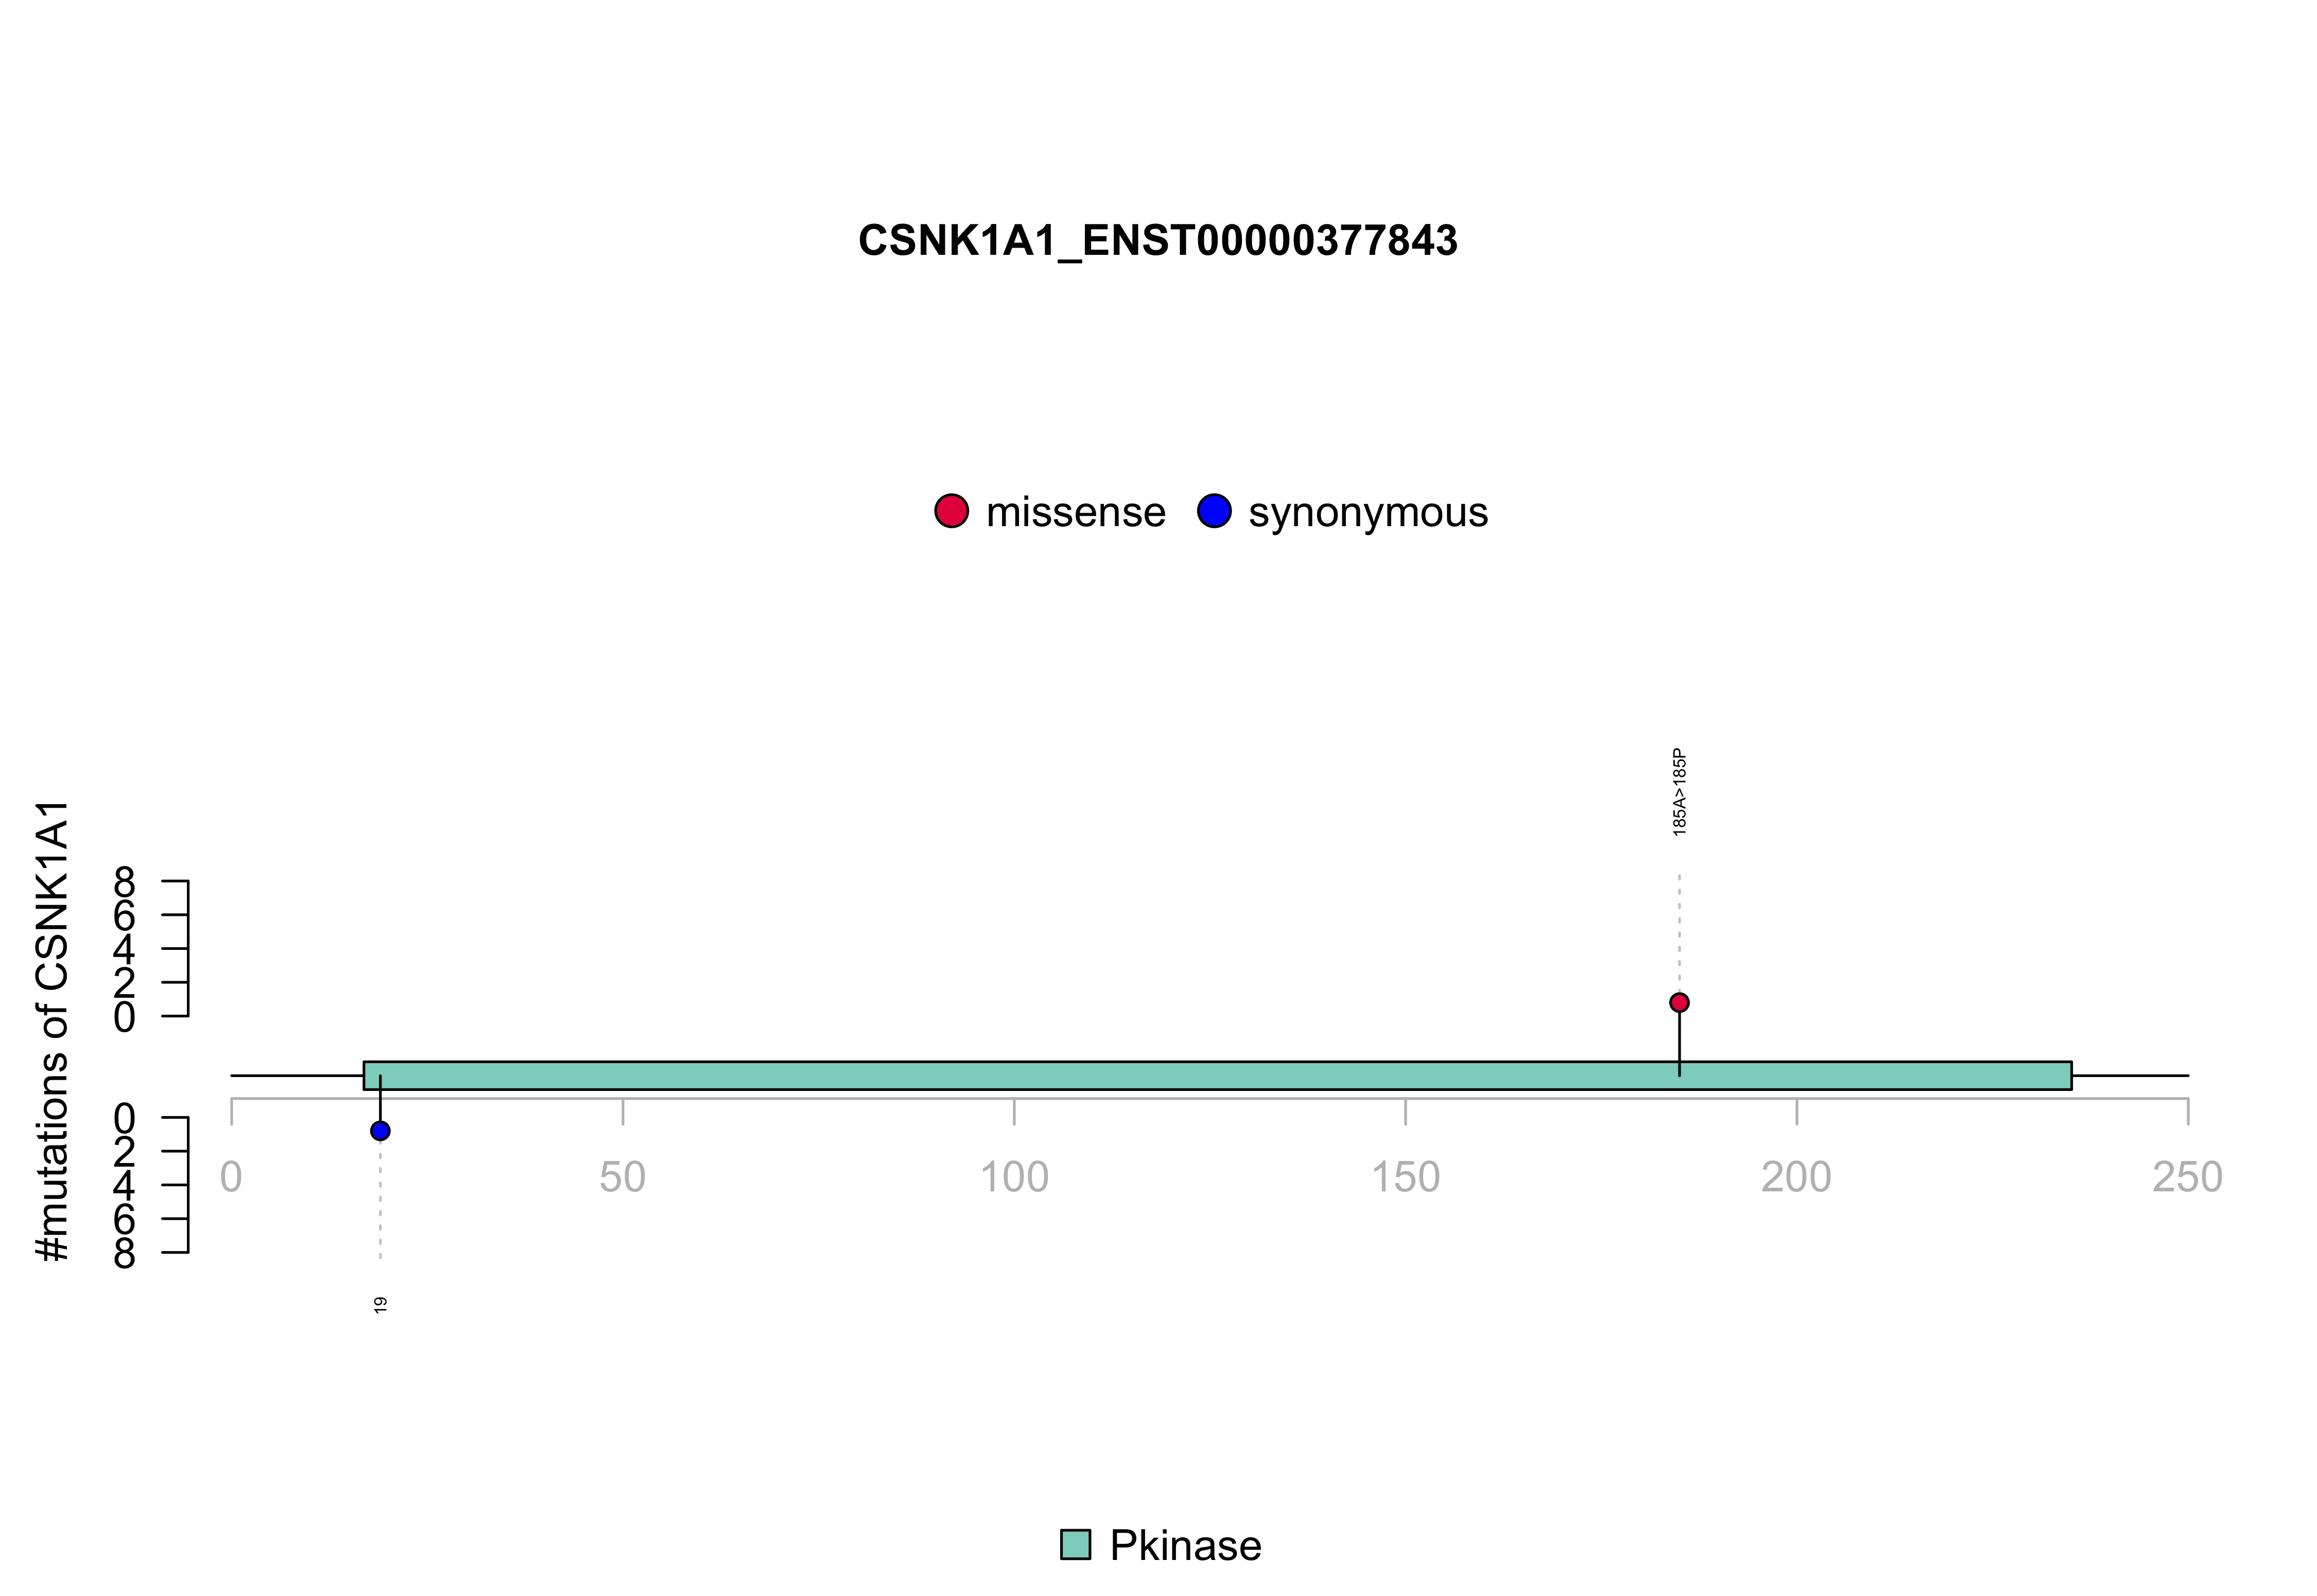 CSNK1A1_ENST00000377843
missense synonymous
185A>185P
#mutations of CSNK1A1
8
6
4
2
0
0
2
4
6
8
0 50 100 150 200 250
19
Pkinase